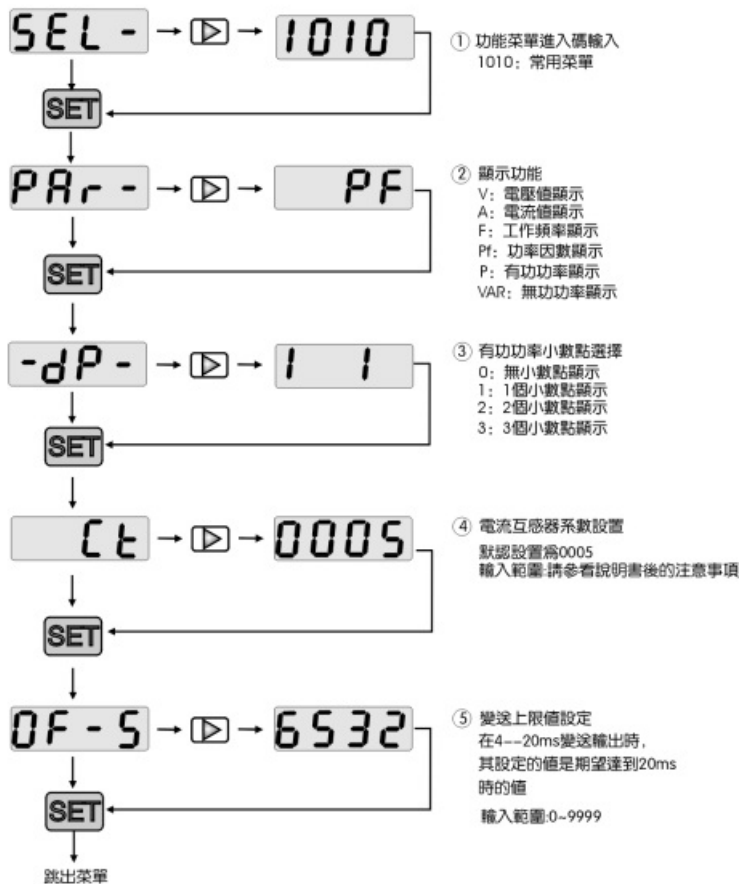 SEL- 1010
① 功能菜單進入碼輸入
1010：常用菜單
SET
PAr- PF
② 顯示功能
V：電壓值顯示
A：電流值顯示
F：工作頻率顯示
Pf：功率因數顯示
P：有功功率顯示
VAR：無功功率顯示
SET
-dP- 1 1
③ 有功功率小數點選擇
0：無小數點顯示
1：1個小數點顯示
2：2個小數點顯示
3：3個小數點顯示
SET
Ct 0005
④ 電流互感器系數設置
默認設置爲0005
輸入範圍:請參看說明書後的注意事項
SET
OF-S 6532
⑤ 變送上限值設定
在4--20ms變送輸出時，
其設定的值是期望達到20ms
時的值
輸入範圍:0~9999
SET
跳出菜單